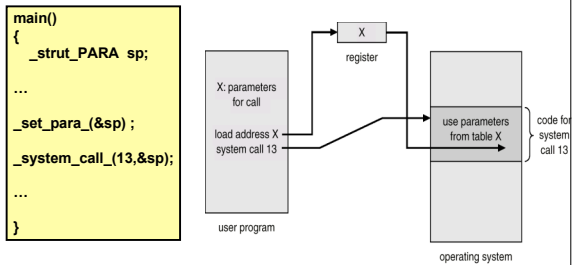 main()
{
_strut_PARA sp;
...
_set_para_(&sp) ;
_system_call_(13,&sp);
...
}
X
register
X: parameters
for call
load address X
system call 13
user program
use parameters
from table X
code for
system
call 13
operating system